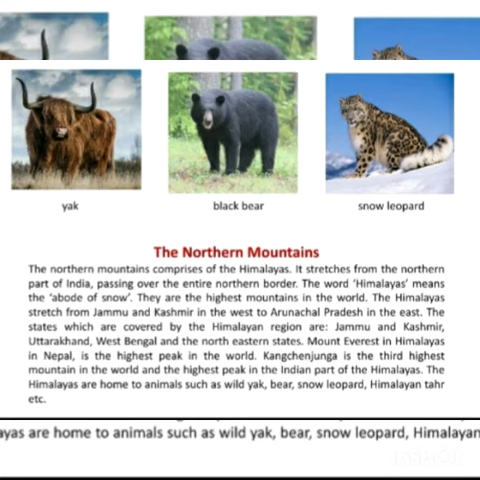 yak
black bear
snow leopard
The Northern Mountains
The northern mountains comprises of the Himalayas. It stretches from the northern
part of India, passing over the entire northern border. The word ‘Himalayas’ means
the ‘abode of snow’. They are the highest mountains in the world. The Himalayas
stretch from Jammu and Kashmir in the west to Arunachal Pradesh in the east. The
states which are covered by the Himalayan region are: Jammu and Kashmir,
Uttarakhand, West Bengal and the north eastern states. Mount Everest in Himalayas
in Nepal, is the highest peak in the world. Kangchenjunga is the third highest
mountain in the world and the highest peak in the Indian part of the Himalayas. The
Himalayas are home to animals such as wild yak, bear, snow leopard, Himalayan tahr
etc.
ayas are home to animals such as wild yak, bear, snow leopard, Himalayan